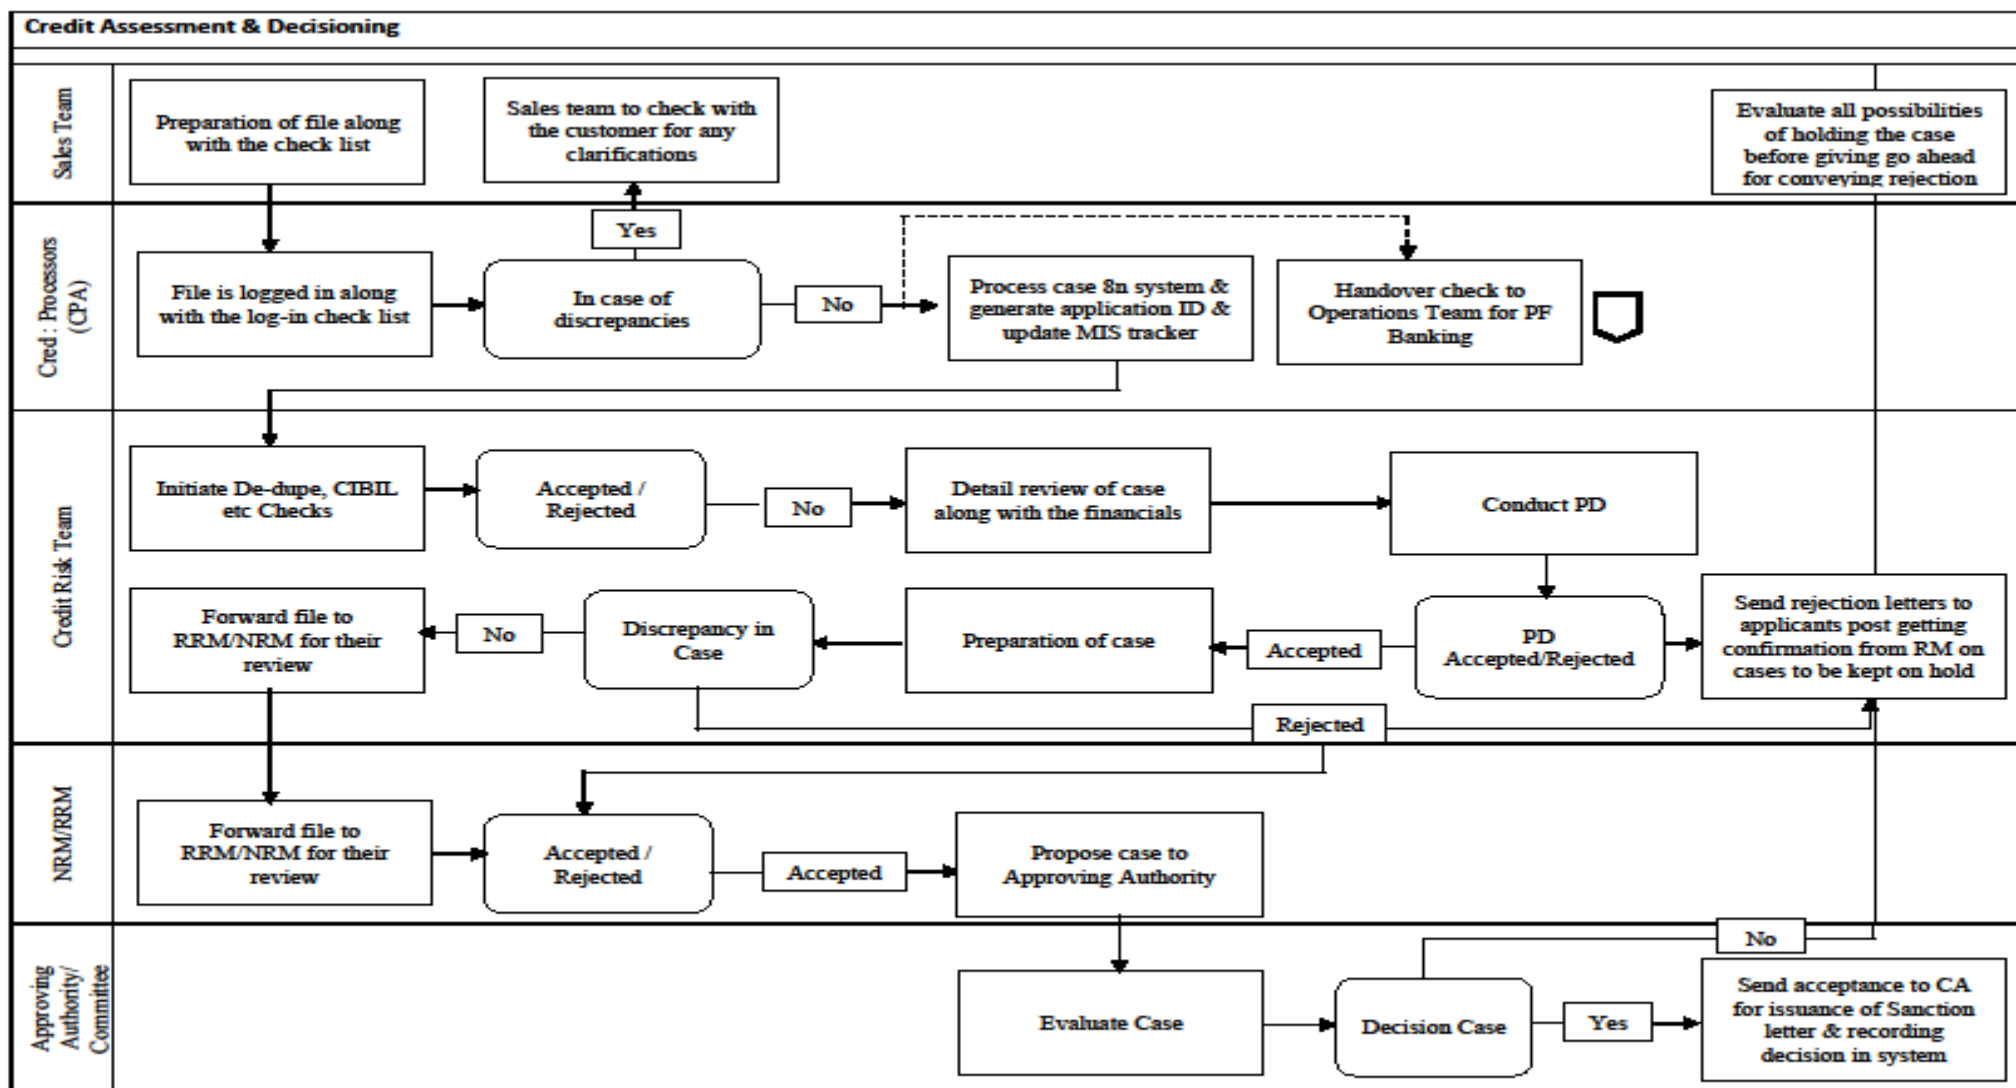 Credit Assessment & Decisioning
Sales Team
Preparation of file along
with the check list
Sales team to check with
the customer for any
clarifications
Evaluate all possibilities
of holding the case
before giving go ahead
for conveying rejection
Yes
Cred : Processors
(CPA)
File is logged in along
with the log-in check list
In case of
discrepancies
No
Process case 8n system &
generate application ID &
update MIS tracker
Handover check to
Operations Team for PF
Banking
Credit Risk Team
Initiate De-dupe, CIBIL
etc Checks
Accepted /
Rejected
No
Detail review of case
along with the financials
Conduct PD
Forward file to
RRM/NRM for their
review
No
Discrepancy in
Case
Preparation of case
Accepted
PD
Accepted/Rejected
Send rejection letters to
applicants post getting
confirmation from RM on
cases to be kept on hold
Rejected
NRM/RRM
Forward file to
RRM/NRM for their
review
Accepted /
Rejected
Accepted
Propose case to
Approving Authority
No
Approving
Authority/
Committee
Evaluate Case
Decision Case
Yes
Send acceptance to CA
for issuance of Sanction
letter & recording
decision in system